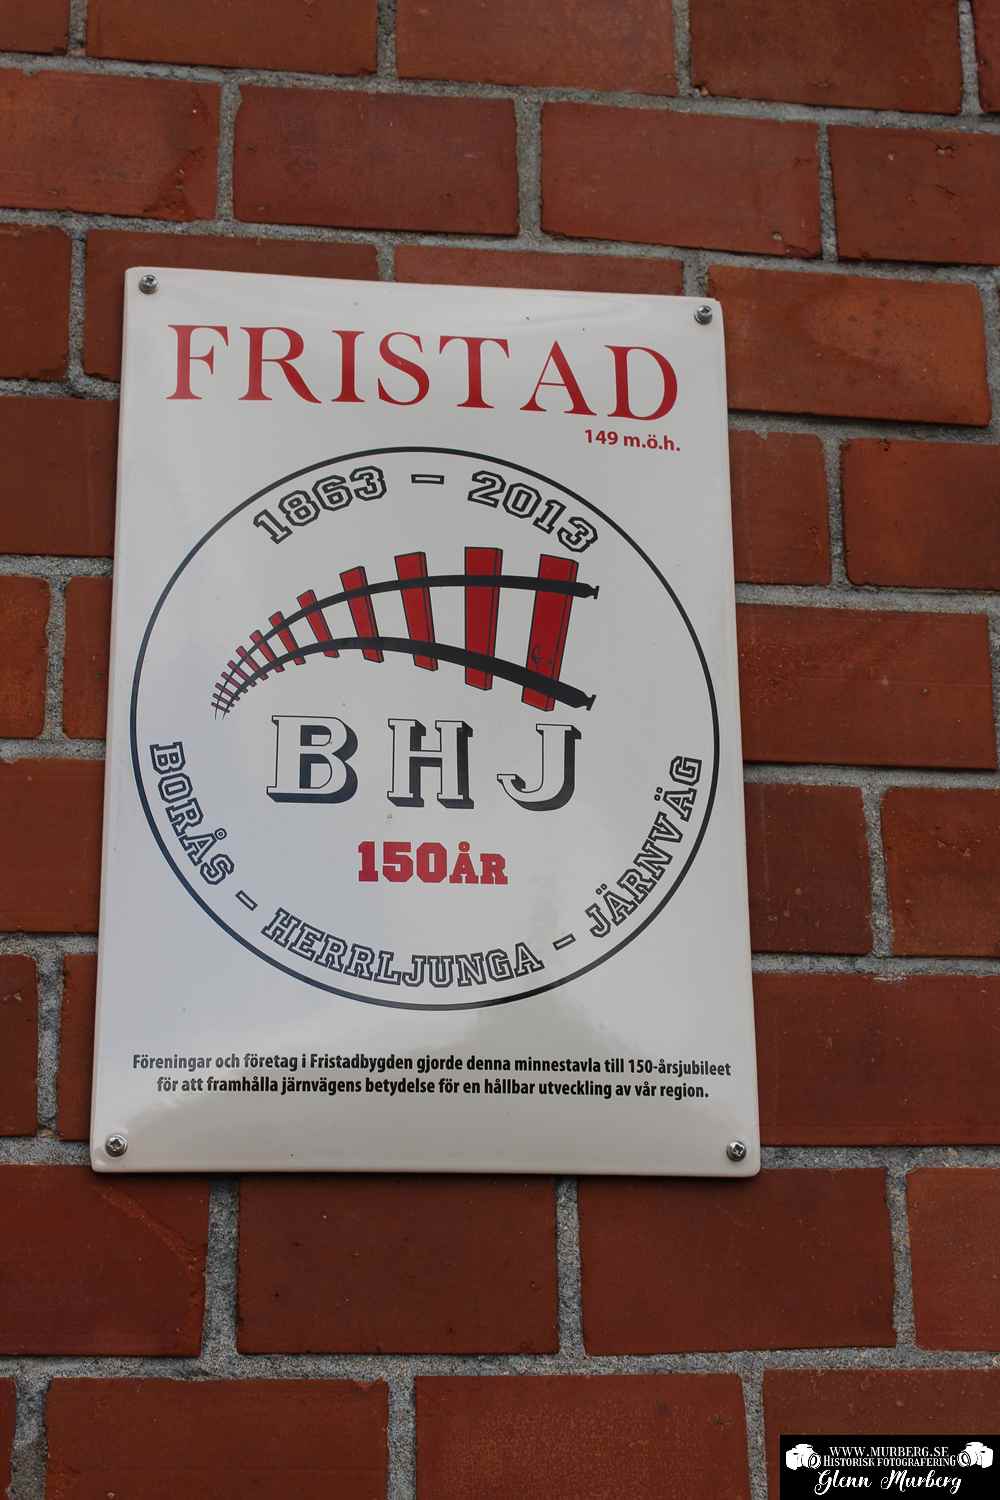 FRISTAD
149 m.ö.h.
1863 - 2013
BHJ
150ÅR
BORÅS - HERRLJUNGA - JÄRNVÄG
Föreningar och företag i Fristadbygden gjorde denna minnestavla till 150-årsjubileet
för att framhålla järnvägens betydelse för en hållbar utveckling av vår region.
WWW.MURBERG.SE
HISTORISK FOTOGRAFERING
Glenn Murberg